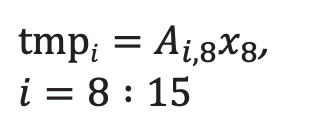 tmpᵢ = Aᵢ,₈x₈,
i = 8 : 15